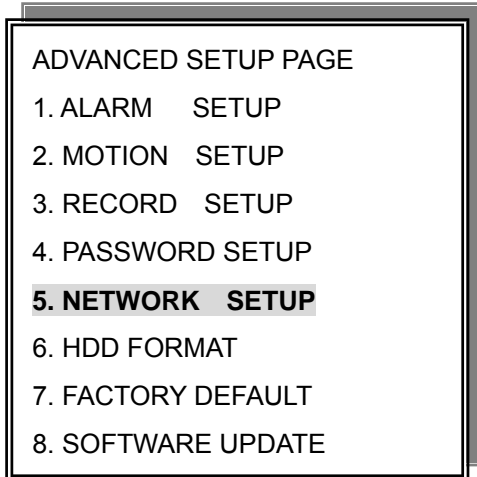 ADVANCED SETUP PAGE
1. ALARM SETUP
2. MOTION SETUP
3. RECORD SETUP
4. PASSWORD SETUP
5. NETWORK SETUP
6. HDD FORMAT
7. FACTORY DEFAULT
8. SOFTWARE UPDATE